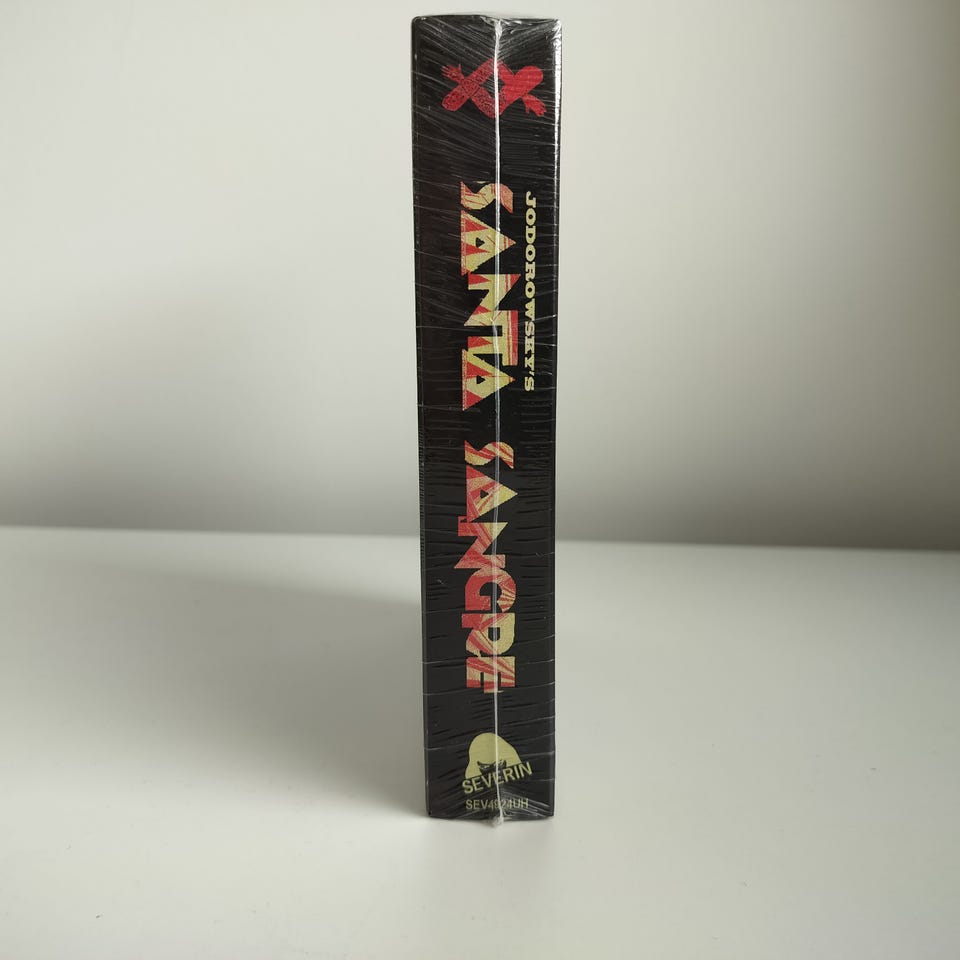 JODOROWSKY'S
SANTA SANGRE
SEVERIN
SEV4924UH